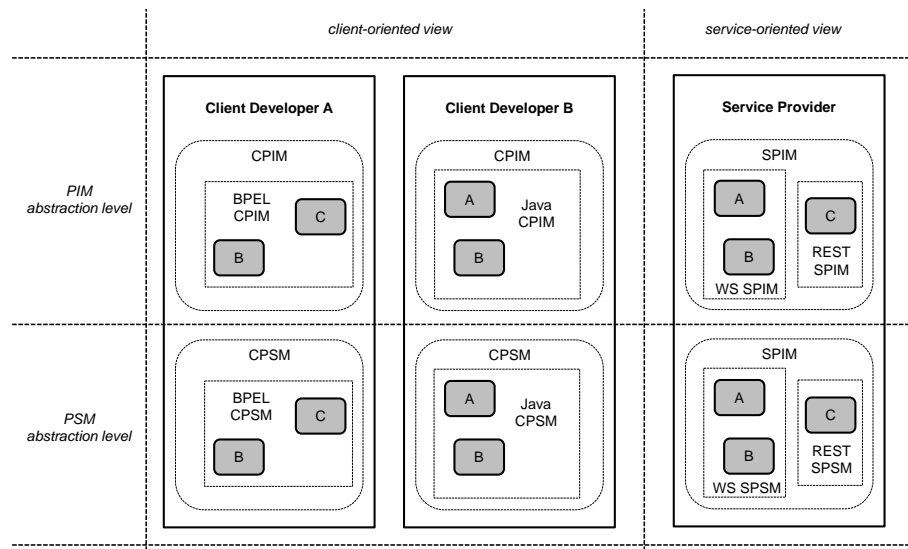 client-oriented view
service-oriented view
Client Developer A
Client Developer B
Service Provider
PIM
abstraction level
CPIM
BPEL
CPIM
C
B
CPIM
A
Java
CPIM
B
SPIM
A
C
B
REST
SPIM
WS SPIM
PSM
abstraction level
CPSM
BPEL
CPSM
C
B
CPSM
A
Java
CPSM
B
SPIM
A
C
B
REST
SPSM
WS SPSM